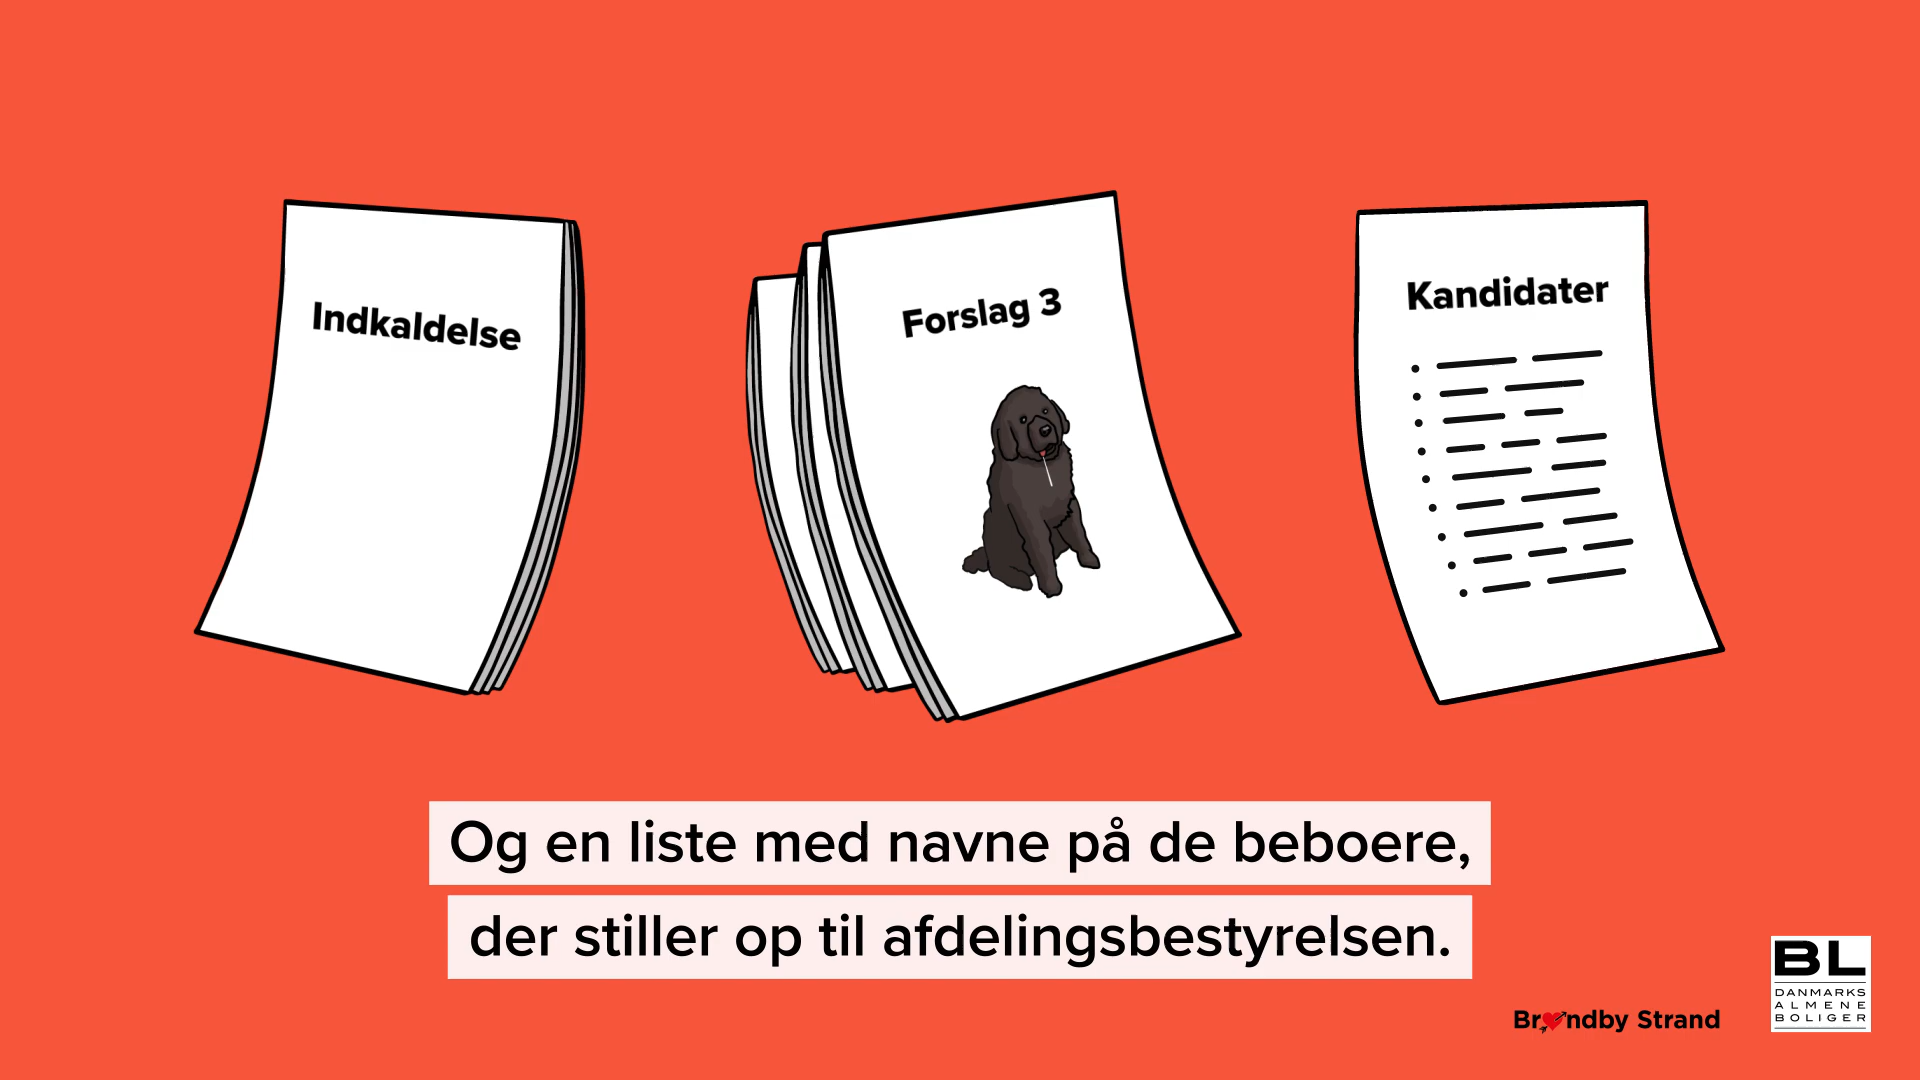 Indkaldelse
Forslag 3
Kandidater
Og en liste med navne på de beboere,
der stiller op til afdelingsbestyrelsen.
Brøndby Strand
BL
DANMARKS
ALMENE
BOLIGER